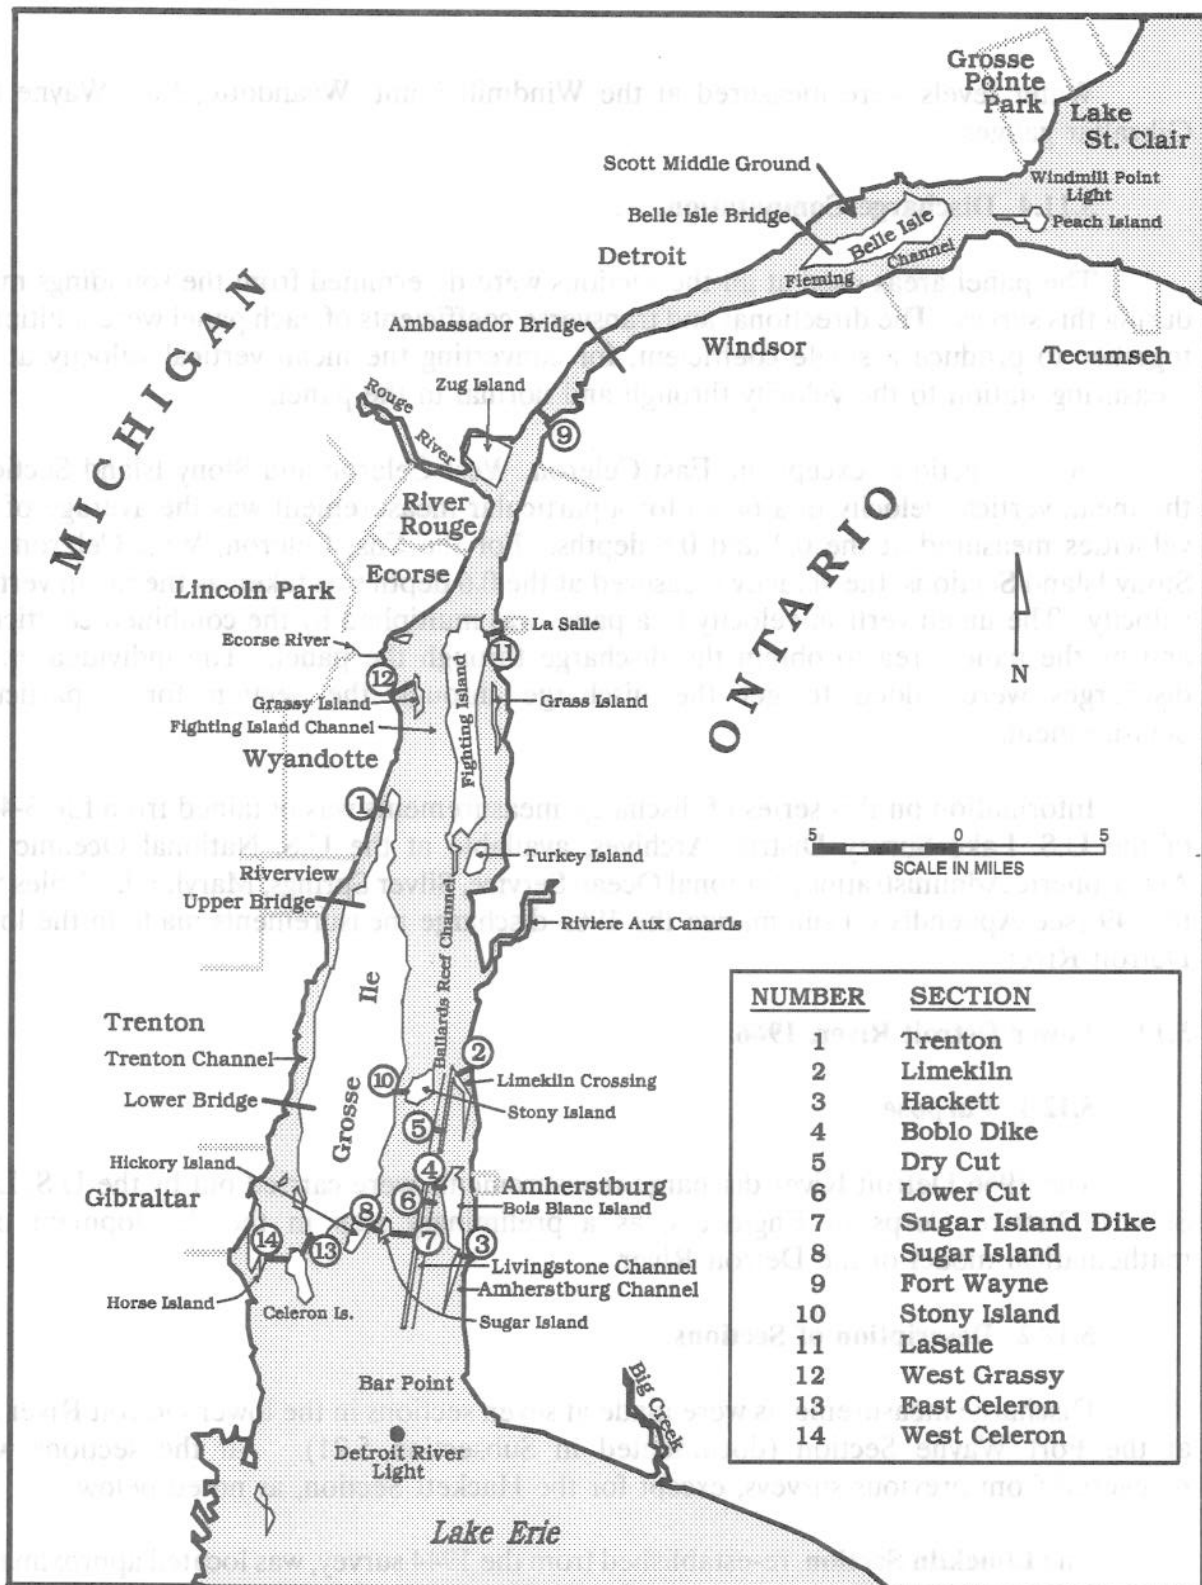 Grosse
Pointe
Park
Lake
St. Clair
Scott Middle Ground
Windmill Point
Light
Belle Isle Bridge
Peach Island
Belle Isle
Detroit
Fleming Channel
Ambassador Bridge
Windsor
Tecumseh
MICHIGAN
Zug Island
Rouge River
9
River
Rouge
ONTARIO
Ecorse
Lincoln Park
La Salle
Ecorse River
11
12
N
Grassy Island
Grass Island
Fighting Island Channel
Fighting Island
Wyandotte
1
5 0 5
SCALE IN MILES
Turkey Island
Riverview
Upper Bridge
Riviere Aux Canards
Ballards Reef Channel
Grosse Ile
Trenton
2
Trenton Channel
10
Limekiln Crossing
Lower Bridge
Stony Island
5
Hickory Island
4
Amherstburg
Gibraltar
6
Bois Blanc Island
8
14
13
7
3
Livingstone Channel
Amherstburg Channel
Horse Island
Celeron Is.
Sugar Island
Bar Point
Big Creek
Detroit River
Light
Lake Erie
NUMBER SECTION
1 Trenton
2 Limekiln
3 Hackett
4 Boblo Dike
5 Dry Cut
6 Lower Cut
7 Sugar Island Dike
8 Sugar Island
9 Fort Wayne
10 Stony Island
11 LaSalle
12 West Grassy
13 East Celeron
14 West Celeron